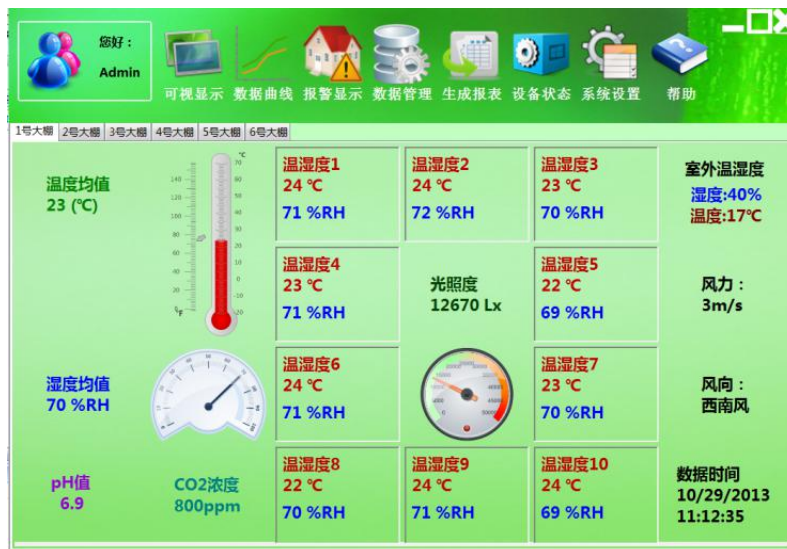 您好：
Admin
可视显示 数据曲线 报警显示 数据管理 生成报表 设备状态 系统设置 帮助
1号大棚 2号大棚 3号大棚 4号大棚 5号大棚 6号大棚
温度均值
23 (℃)
温湿度1
24 ℃
71 %RH
温湿度2
24 ℃
72 %RH
温湿度3
23 ℃
70 %RH
室外温湿度
湿度:40%
温度:17℃
温湿度4
23 ℃
71 %RH
光照度
12670 Lx
温湿度5
22 ℃
69 %RH
风力：
3m/s
湿度均值
70 %RH
温湿度6
24 ℃
71 %RH
温湿度7
23 ℃
70 %RH
风向：
西南风
pH值
6.9
CO2浓度
800ppm
温湿度8
22 ℃
70 %RH
温湿度9
24 ℃
71 %RH
温湿度10
24 ℃
69 %RH
数据时间
10/29/2013
11:12:35